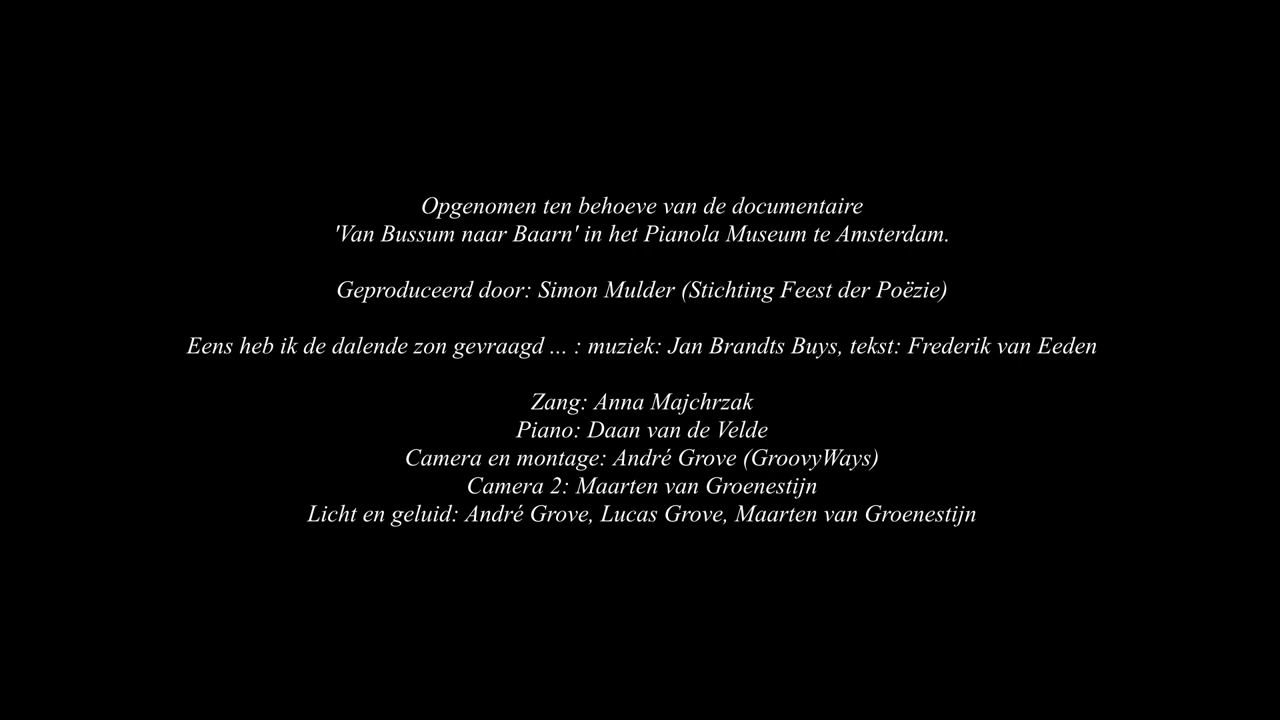 Opgenomen ten behoeve van de documentaire
'Van Bussum naar Baarn' in het Pianola Museum te Amsterdam.
Geproduceerd door: Simon Mulder (Stichting Feest der Poëzie)
Eens heb ik de dalende zon gevraagd ... : muziek: Jan Brandts Buys, tekst: Frederik van Eeden
Zang: Anna Majchrzak
Piano: Daan van de Velde
Camera en montage: André Grove (GroovyWays)
Camera 2: Maarten van Groenestijn
Licht en geluid: André Grove, Lucas Grove, Maarten van Groenestijn